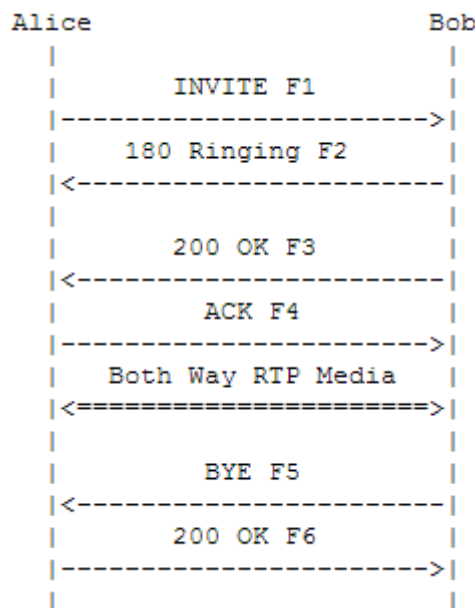 Alice Bob
INVITE F1
180 Ringing F2
200 OK F3
ACK F4
Both Way RTP Media
BYE F5
200 OK F6